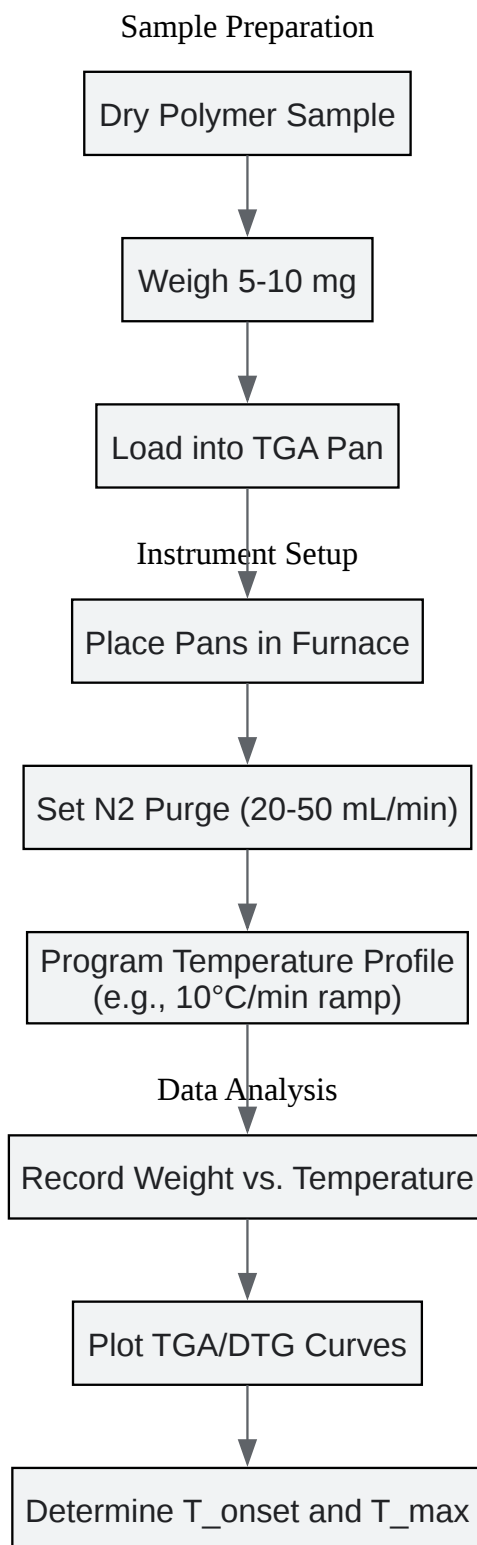 Sample Preparation
Dry Polymer Sample
Weigh 5-10 mg
Load into TGA Pan
Instrument Setup
Place Pans in Furnace
Set N2 Purge (20-50 mL/min)
Program Temperature Profile
(e.g., 10°C/min ramp)
Data Analysis
Record Weight vs. Temperature
Plot TGA/DTG Curves
Determine T_onset and T_max